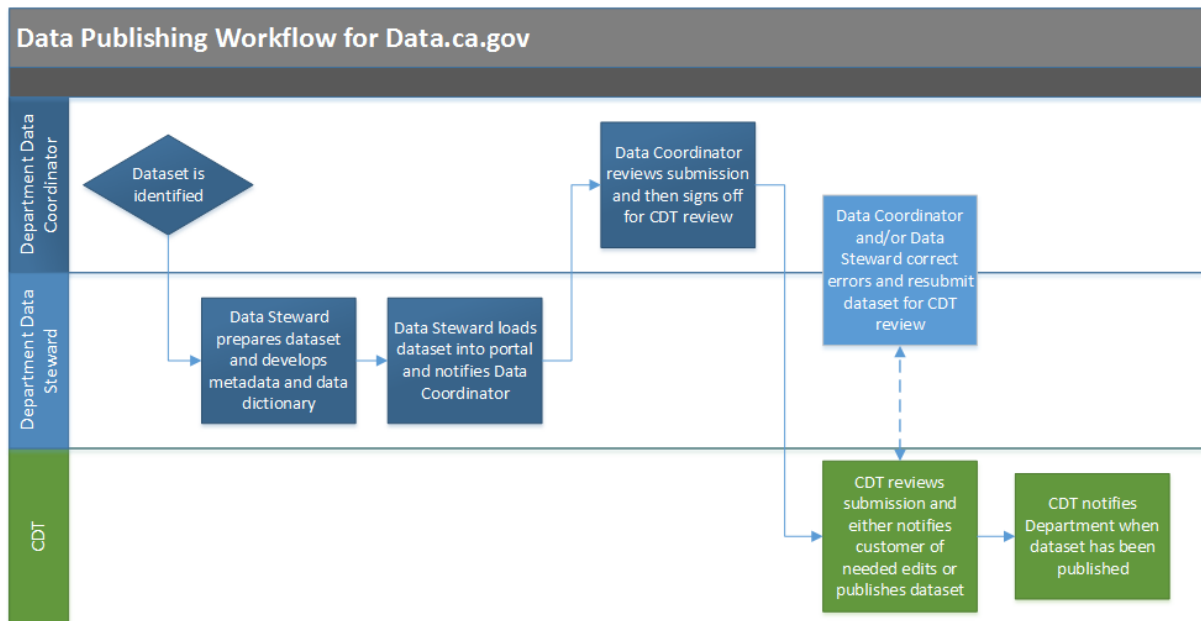 Data Publishing Workflow for Data.ca.gov
Department Data
Coordinator
Dataset is
identified
Data Coordinator
reviews submission
and then signs off
for CDT review
Data Coordinator
and/or Data
Steward correct
errors and resubmit
dataset for CDT
review
Department Data
Steward
Data Steward
prepares dataset
and develops
metadata and data
dictionary
Data Steward loads
dataset into portal
and notifies Data
Coordinator
CDT
CDT reviews
submission and
either notifies
customer of
needed edits or
publishes dataset
CDT notifies
Department when
dataset has been
published